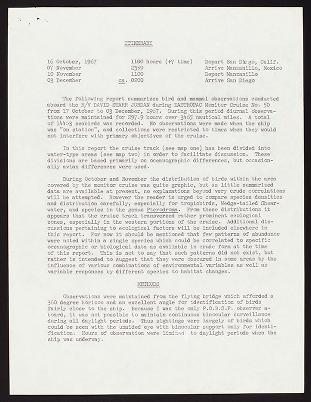 ITINERARY
16 October, 1967 1100 hours (+7 time) Depart San Diego, Calif.
07 November 2330 Arrive Manzanillo, Mexico
10 November 1100 Depart Manzanillo
03 December ca. 0800 Arrive San Diego
The following report summarizes bird and mammal observations conducted
aboard the R/V DAVID STARR JORDAN during EASTROPAC Monitor Cruise No. 50
from 17 October to 03 December, 1967. During this period diurnal observa-
tions were maintained for 297.9 hours over 3467 nautical miles. A total
of seabirds was recorded. No observations were made when the ship
was "on station", and collections were restricted to times when they would
not interfere with primary objectives of the cruise.
In this report the cruise track (see map one) has been divided into
water-type areas (see map two) in order to facilitate discussion. These
divisions are based primarily on oceanographic differences, but occasion-
ally avian differences were used.
During October and November the distribution of birds within the area
covered by the monitor cruise was quite graphic, but as little summarized
data are available at present, no explanations beyond very crude correlations
will be attempted. However the reader is urged to compare species densities
and distribution carefully, especially for tropicbirds, Wedge-tailed Shear-
water, and species in the genus Pterodroma. From these distributions it
appears that the cruise track transversed rather prominent ecological
zones, especially in the western portions of the cruise. Additional dis-
cussions pertaining to ecological factors will be included elsewhere in
this report. For now it should be mentioned that few patterns of abundance
were noted within a single species which could be correlated to specific
oceanographic or biological data as available in crude form at the time
of this report. This is not to say that such patterns did not exist, but
rather is intended to suggest that they were obscured in some areas by the
influence of various combinations of environmental variables as well as
variable responses by different species to habitat changes.
METHODS
Observations were maintained from the flying bridge which afforded a
300 degree horizon and an excellent angle for identification of birds
fairly close to the ship. Because I was the only P.O.B.S.P. observer a-
board, it was not possible to maintain continuous binocular surveillance
during all daylight periods. Thus sightings were largely of birds which
could be seen with the unaided eye with binocular support only for identi-
fication. Hours of observation were limited to daylight periods when the
ship was underway.